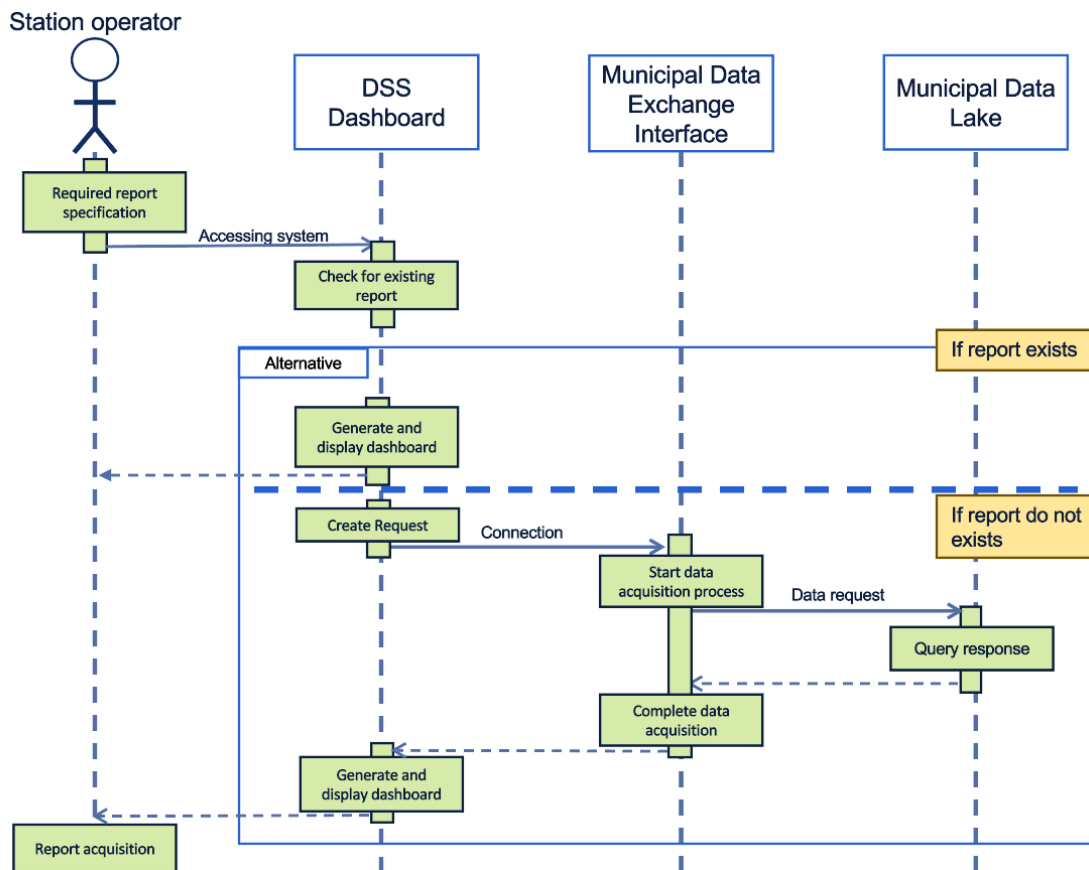 Station operator
DSS
Dashboard
Municipal Data
Exchange
Interface
Municipal Data
Lake
Required report
specification
Accessing system
Check for existing
report
If report exists
Alternative
Generate and
display dashboard
If report do not
exists
Create Request
Connection
Start data
acquisition process
Data request
Query response
Complete data
acquisition
Generate and
display dashboard
Report acquisition